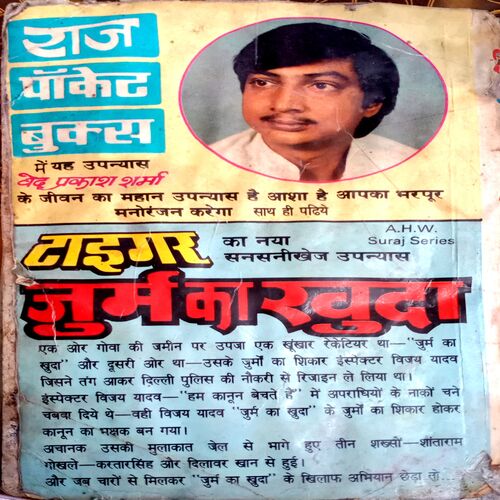 राज
पॉकेट
बुक्स
में यह उपन्यास
वेद प्रकाश शर्मा
के जीवन का महान उपन्यास है आशा है आपका भरपूर
मनोरंजन करेगा साथ ही पढिये
A.H.W.
Suraj Series
टाइगर का नया
सनसनीखेज उपन्यास
जुर्म का खुदा
एक ओर गोवा की जमीन पर उपजा एक खूंखार रैकेटियर था—"जुर्म का
खुदा" और दूसरी ओर था—उसके जुर्मों का शिकार इंस्पेक्टर विजय यादव
जिसने तंग आकर दिल्ली पुलिस की नौकरी से रिजाइन ले लिया था।
इंस्पेक्टर विजय यादव—"हम कानून बेचते हैं" में अपराधियों के नाकों चने
चबवा दिये थे—वही विजय यादव "जुर्म का खुदा" के जुर्मों का शिकार होकर
कानून का भक्षक बन गया।
अचानक उसकी मुलाकात जेल से भागे हुए तीन शख्सों—शांताराम
गोखले—करतारसिंह और दिलावर खान से हुई।
और जब चारों से मिलकर "जुर्म का खुदा" के खिलाफ अभियान छेड़ा तो...